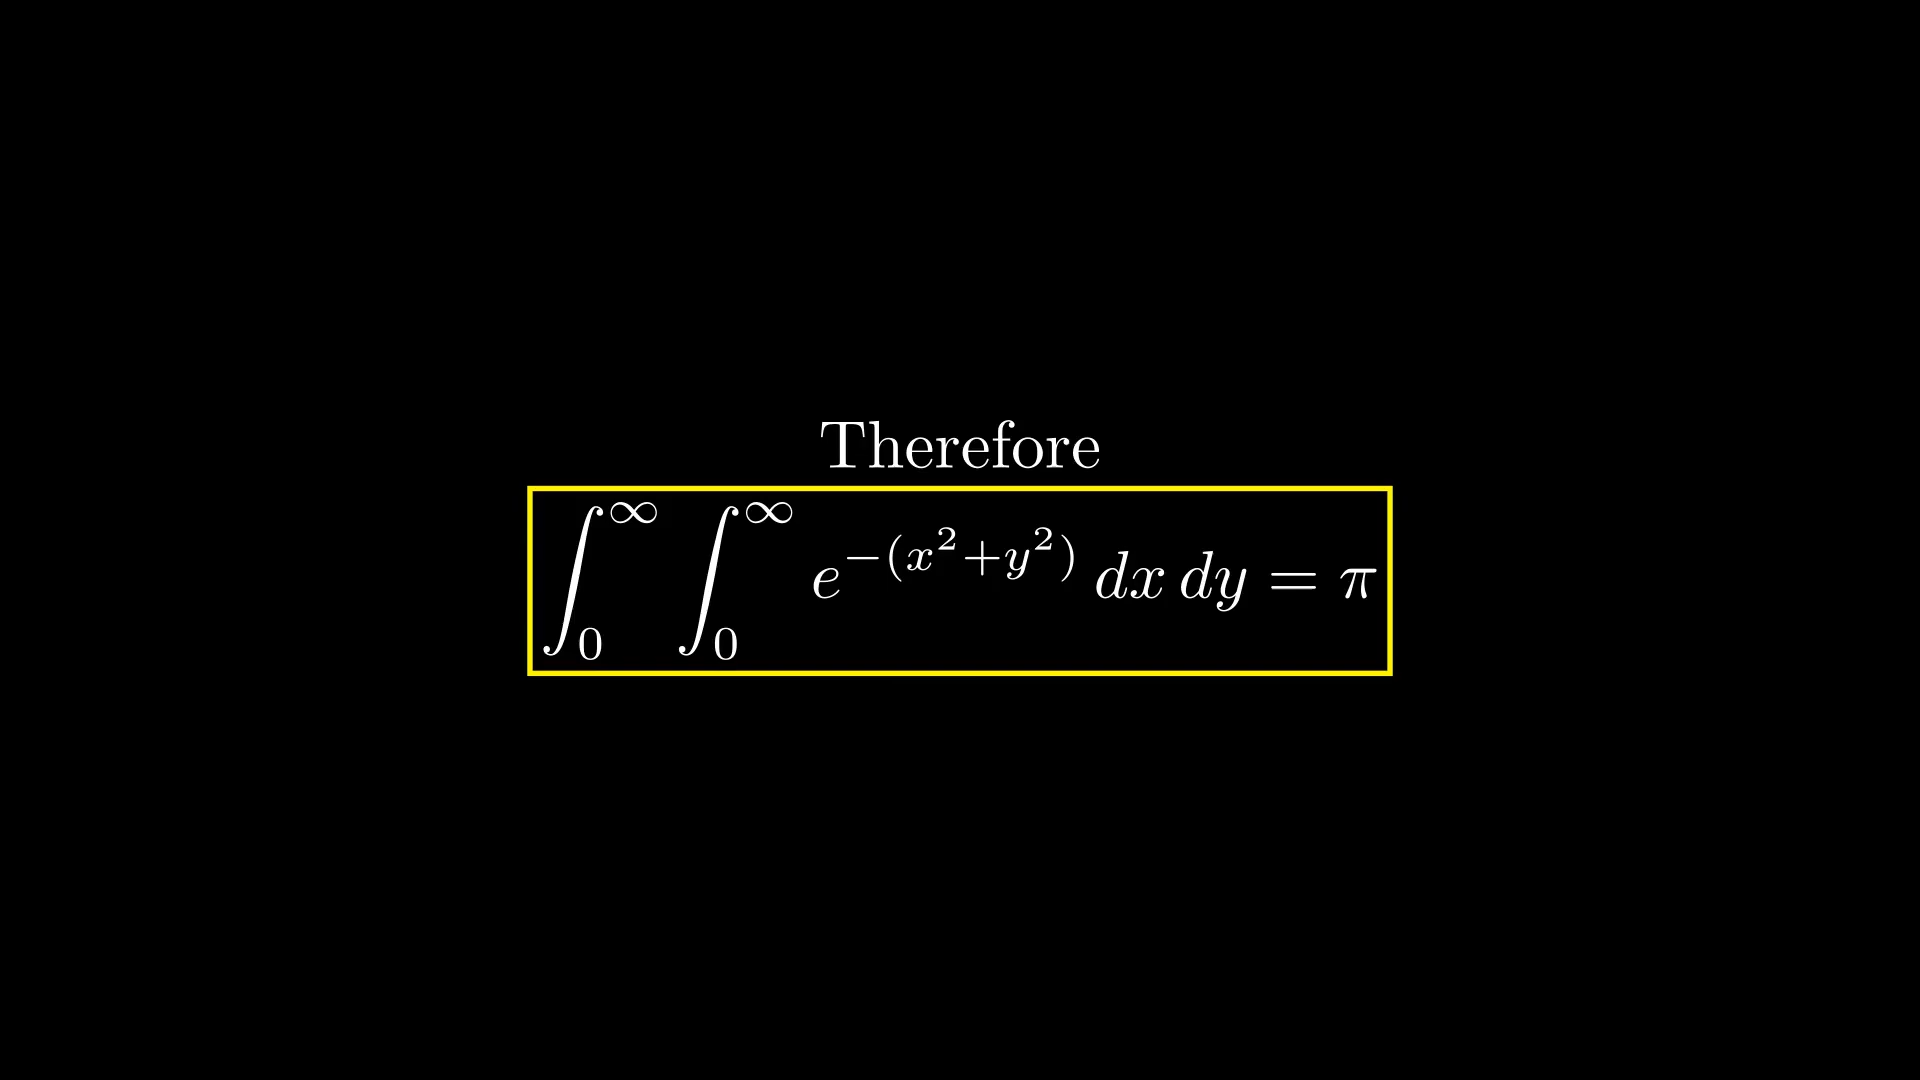 Therefore
∫₀^∞ ∫₀^∞ e^{-(x²+y²)} dx dy = π